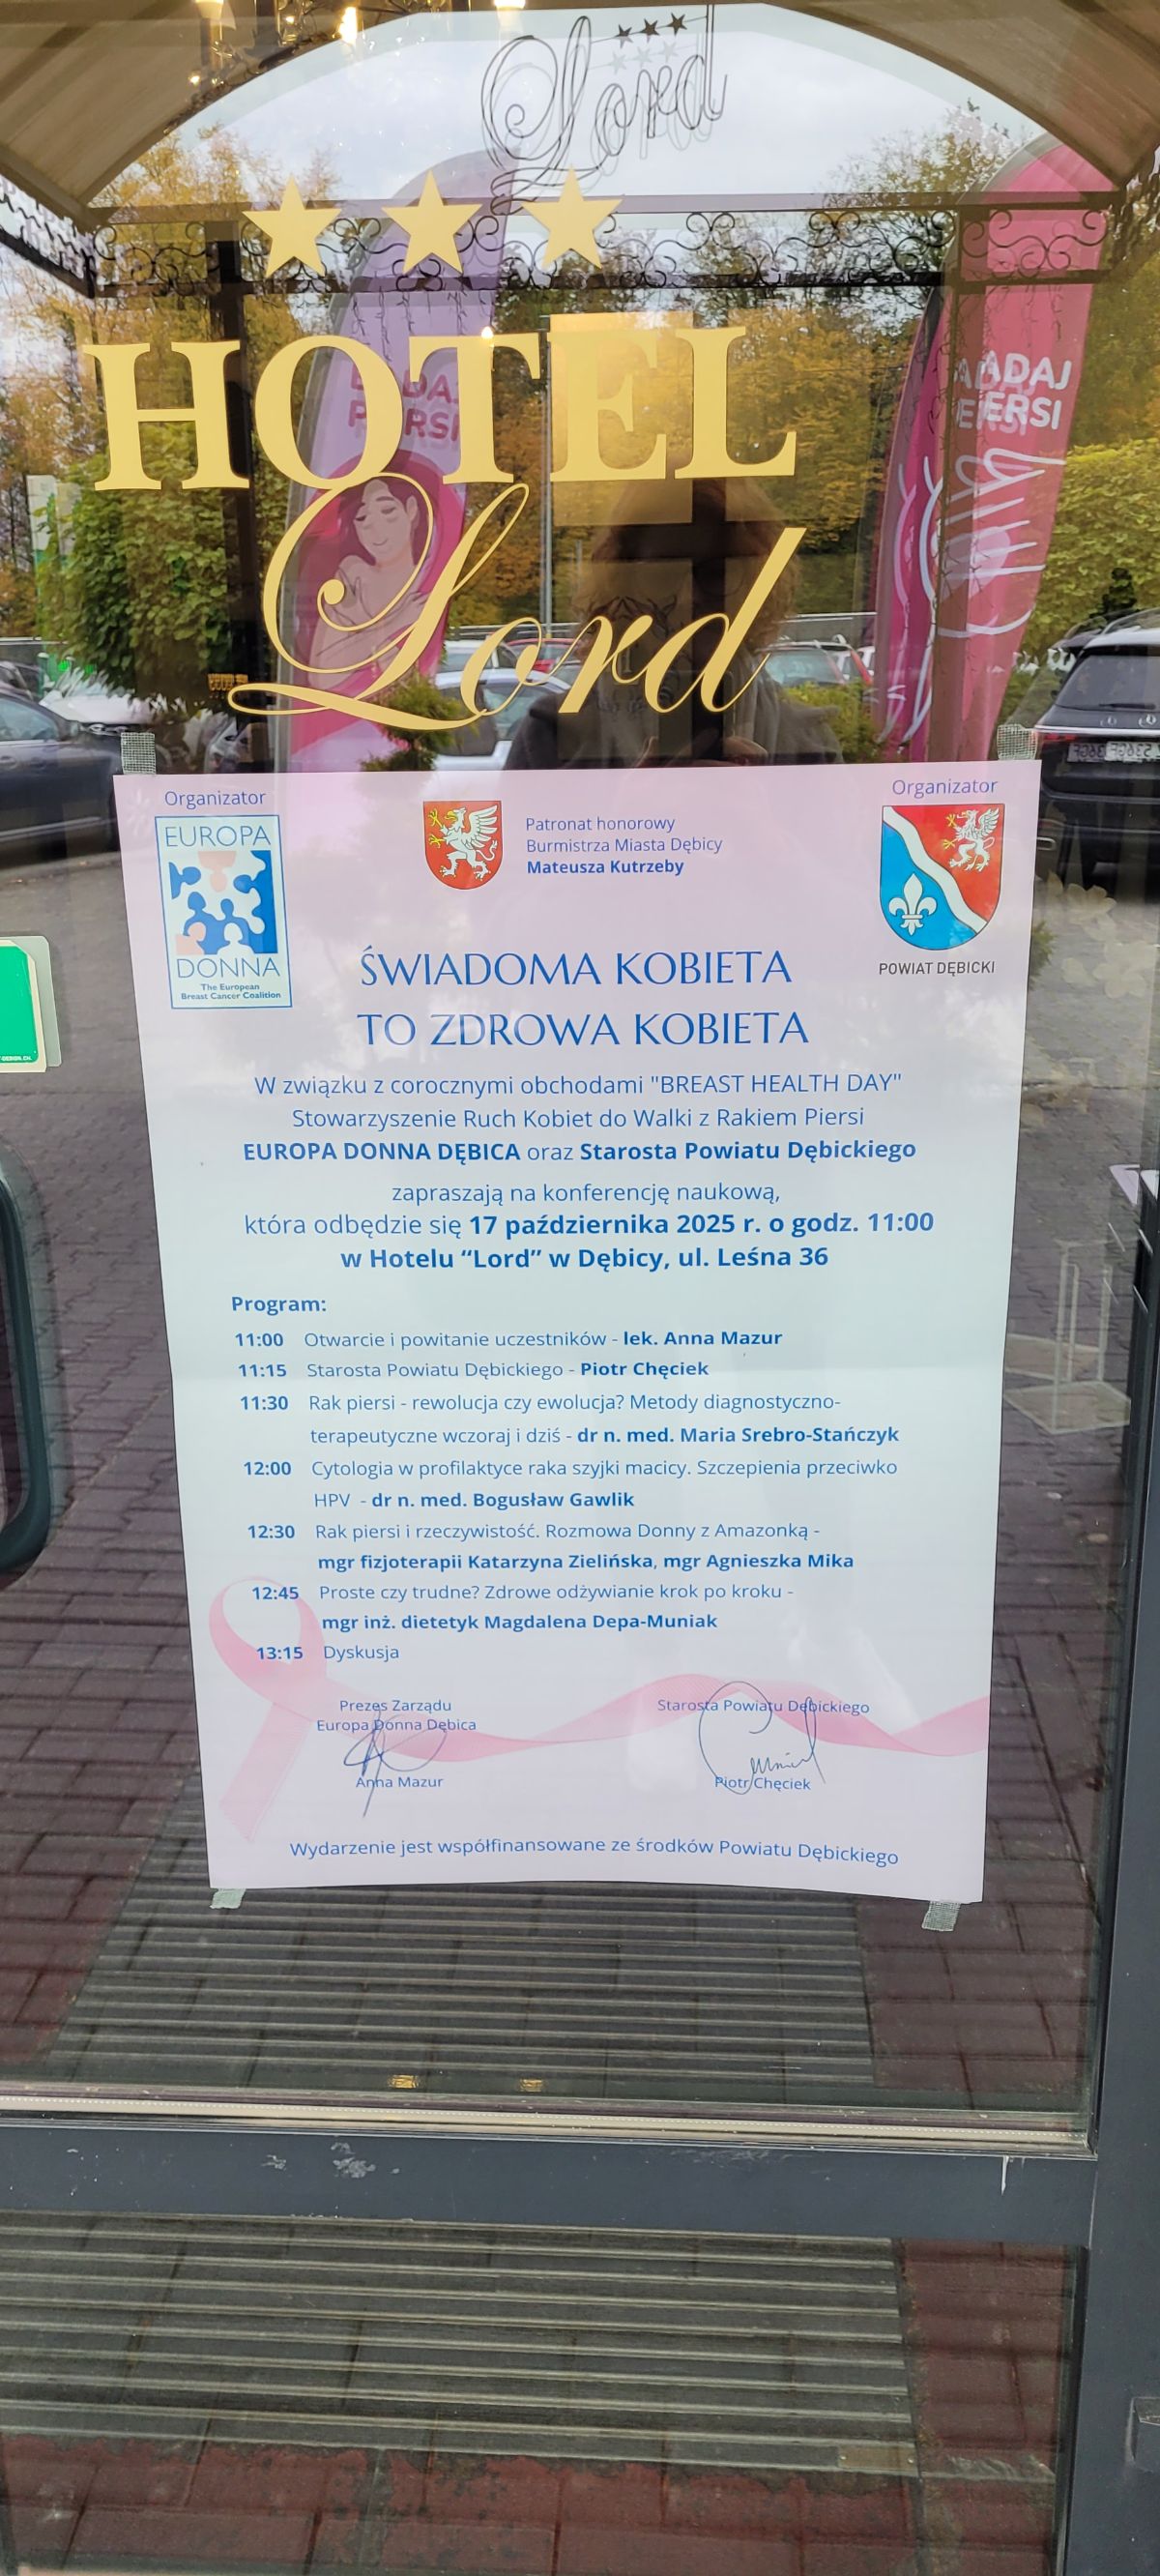 Lord
HOTEL
Lord
BADAJ
PIERSI
Organizator
EUROPA
DONNA
The European
Breast Cancer Coalition
Patronat honorowy
Burmistrza Miasta Dębicy
Mateusza Kutrzeby
Organizator
POWIAT DĘBICKI
ŚWIADOMA KOBIETA
TO ZDROWA KOBIETA
W związku z corocznymi obchodami "BREAST HEALTH DAY"
Stowarzyszenie Ruch Kobiet do Walki z Rakiem Piersi
EUROPA DONNA DĘBICA oraz Starosta Powiatu Dębickiego
zapraszają na konferencję naukową,
która odbędzie się 17 października 2025 r. o godz. 11:00
w Hotelu “Lord” w Dębicy, ul. Leśna 36
Program:
11:00 Otwarcie i powitanie uczestników - lek. Anna Mazur
11:15 Starosta Powiatu Dębickiego - Piotr Chęciek
11:30 Rak piersi - rewolucja czy ewolucja? Metody diagnostyczno-
terapeutyczne wczoraj i dziś - dr n. med. Maria Srebro-Stańczyk
12:00 Cytologia w profilaktyce raka szyjki macicy. Szczepienia przeciwko
HPV - dr n. med. Bogusław Gawlik
12:30 Rak piersi i rzeczywistość. Rozmowa Donny z Amazonką -
mgr fizjoterapii Katarzyna Zielińska, mgr Agnieszka Mika
12:45 Proste czy trudne? Zdrowe odżywianie krok po kroku -
mgr inż. dietetyk Magdalena Depa-Muniak
13:15 Dyskusja
Prezes Zarządu
Europa Donna Dębica
Anna Mazur
Starosta Powiatu Dębickiego
Piotr Chęciek
Wydarzenie jest współfinansowane ze środków Powiatu Dębickiego